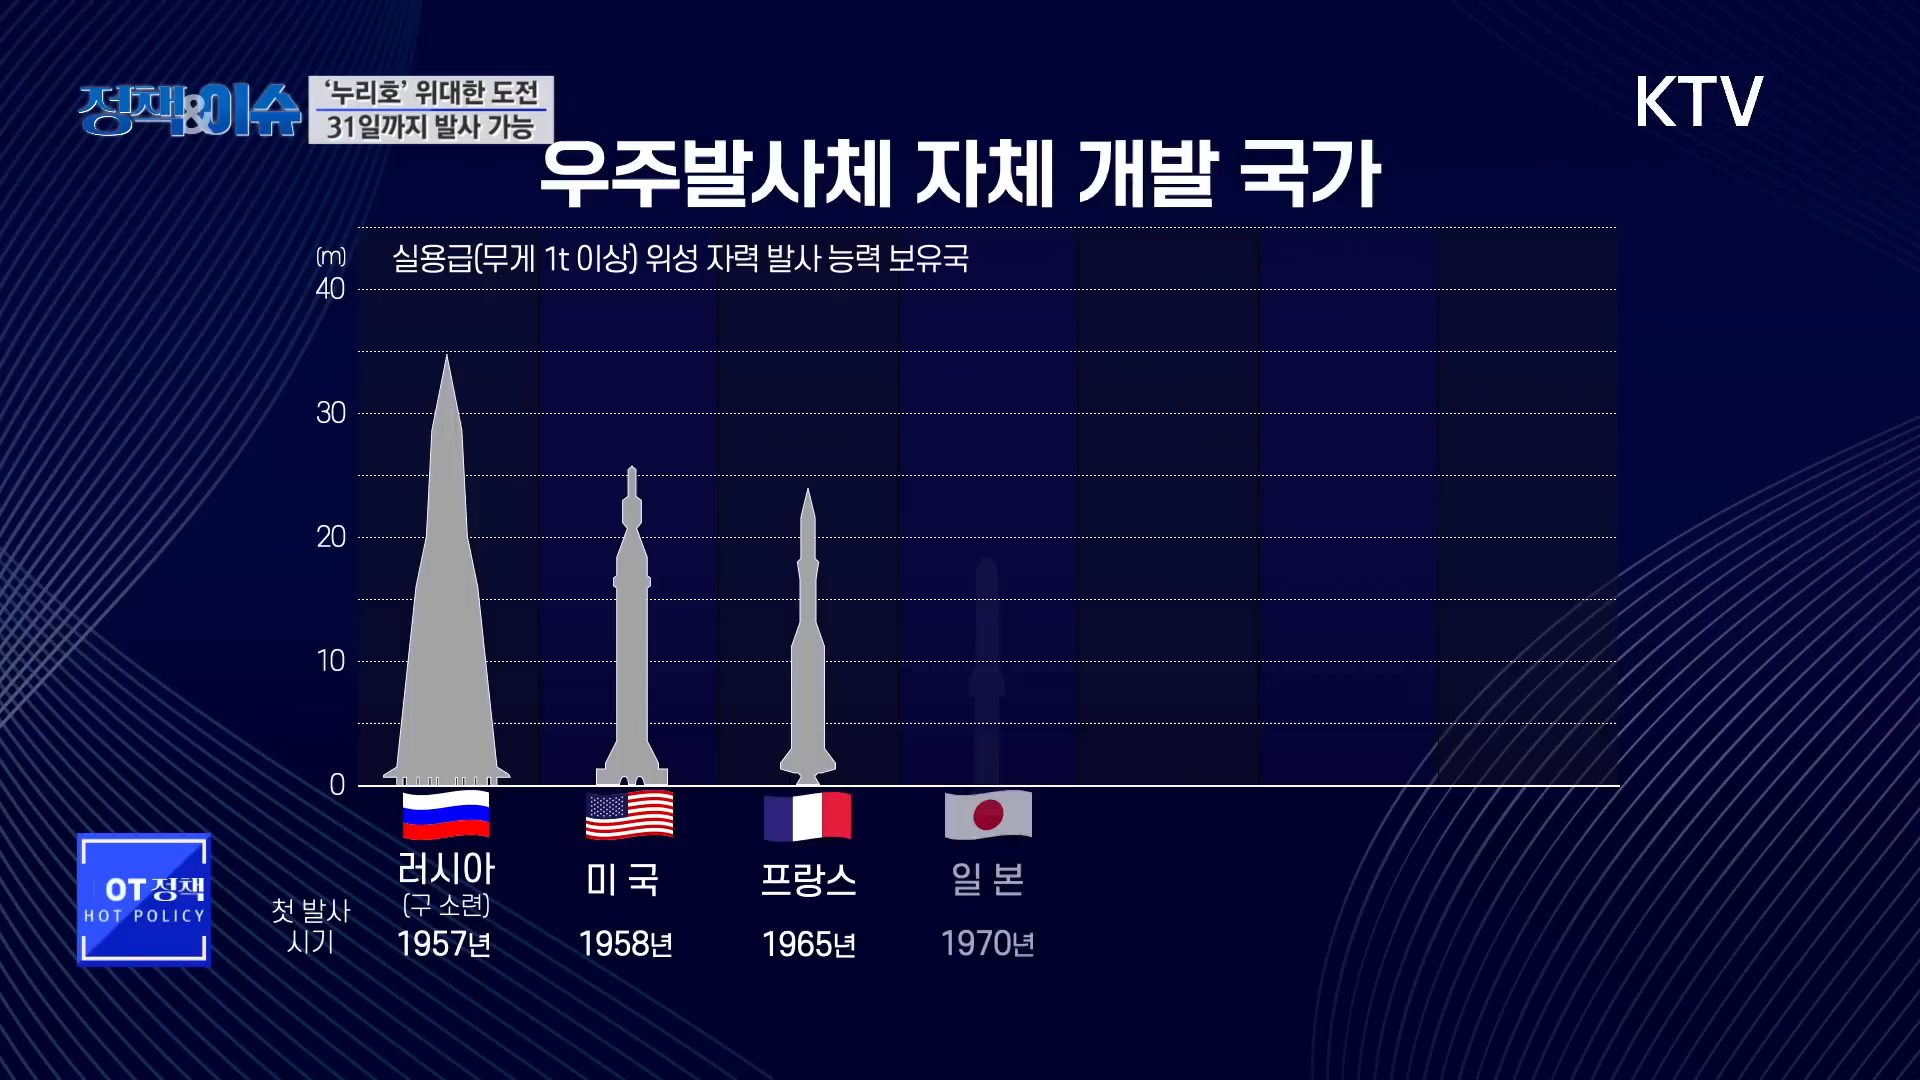 정책&이슈
‘누리호’ 위대한 도전
31일까지 발사 가능
KTV
우주발사체 자체 개발 국가
(m)
실용급(무게 1t 이상) 위성 자력 발사 능력 보유국
40
30
20
10
0
러시아
(구 소련)
미국
프랑스
일본
첫 발사
시기
1957년
1958년
1965년
1970년
OT정책
HOT POLICY